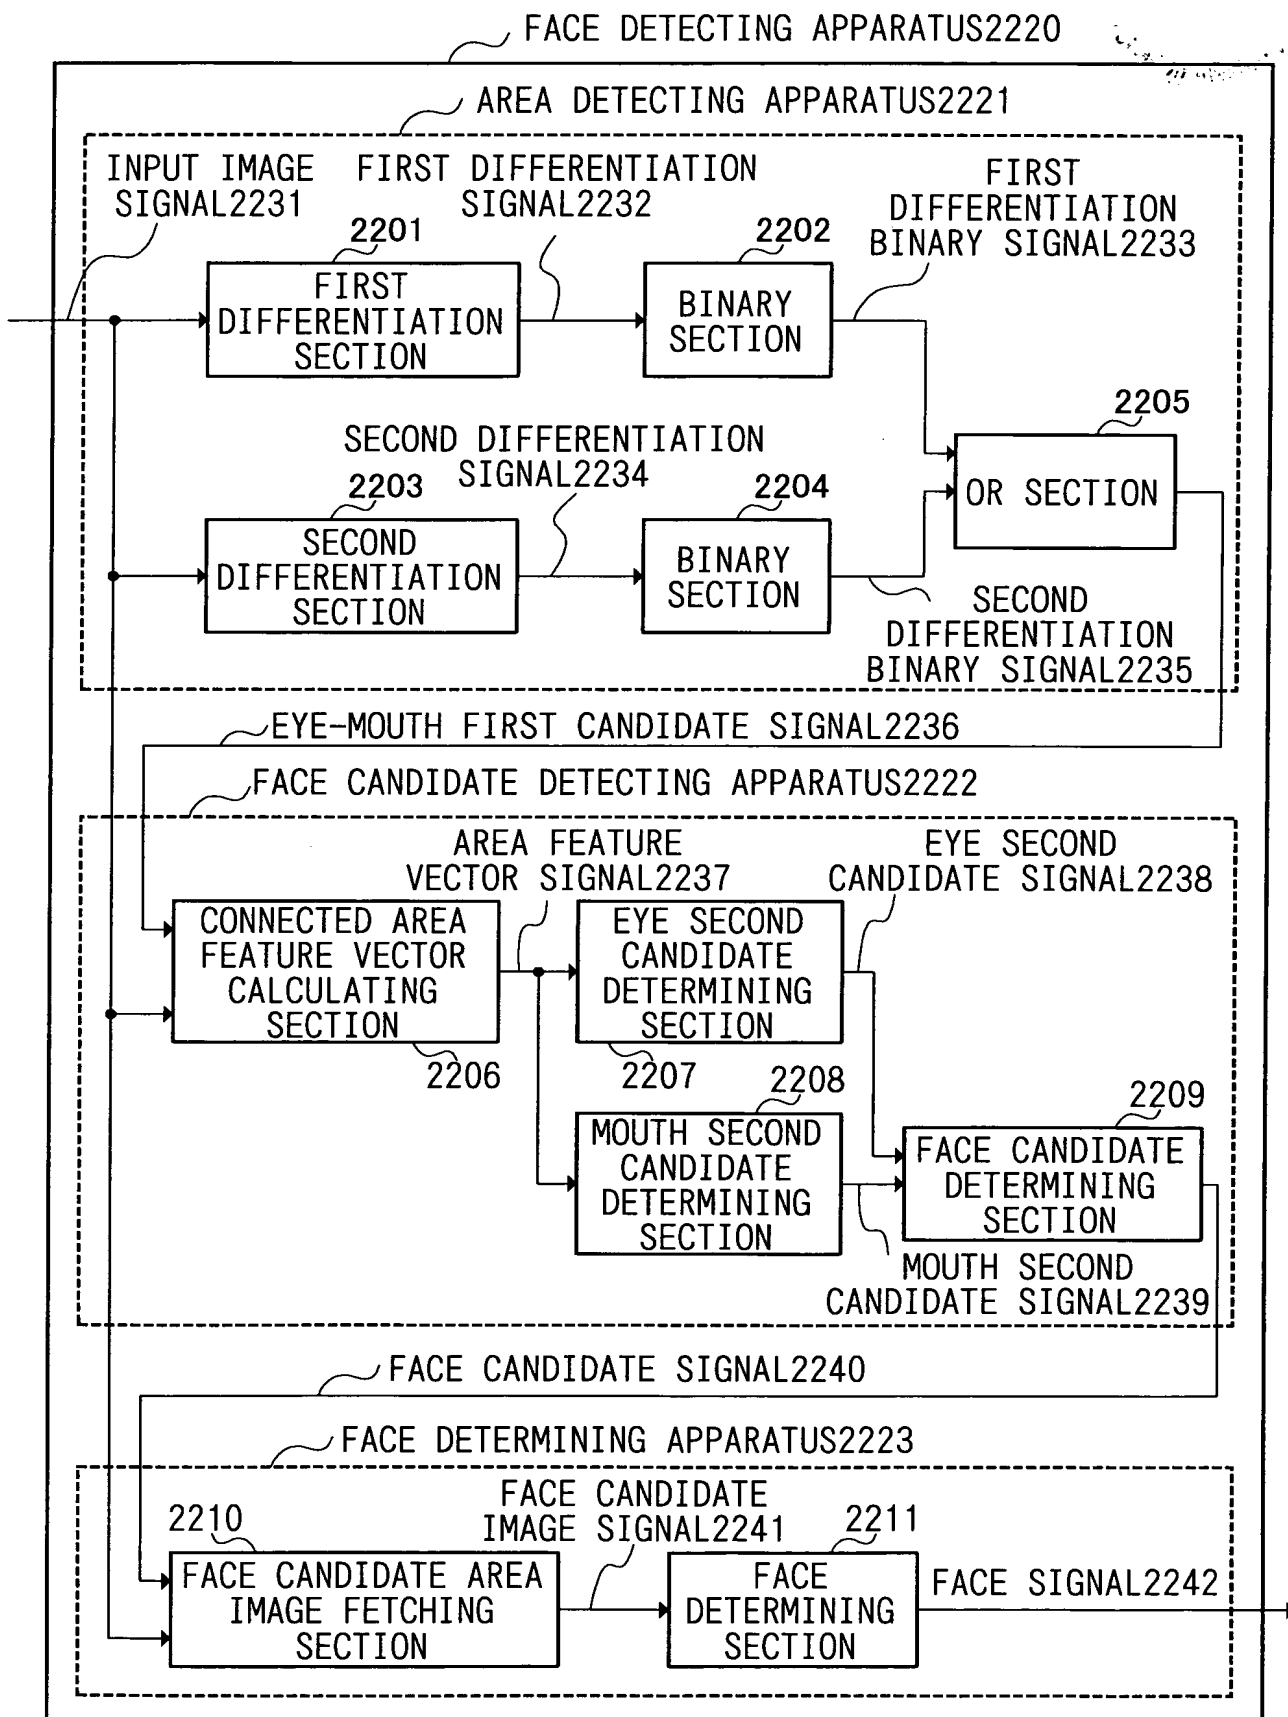 FACE DETECTING APPARATUS2220
AREA DETECTING APPARATUS2221
INPUT IMAGE
SIGNAL2231
FIRST DIFFERENTIATION
SIGNAL2232
FIRST
DIFFERENTIATION
BINARY SIGNAL2233
2201
FIRST
DIFFERENTIATION
SECTION
2202
BINARY
SECTION
2205
OR SECTION
SECOND DIFFERENTIATION
SIGNAL2234
2203
SECOND
DIFFERENTIATION
SECTION
2204
BINARY
SECTION
SECOND
DIFFERENTIATION
BINARY SIGNAL2235
EYE-MOUTH FIRST CANDIDATE SIGNAL2236
FACE CANDIDATE DETECTING APPARATUS2222
AREA FEATURE
VECTOR SIGNAL2237
EYE SECOND
CANDIDATE SIGNAL2238
CONNECTED AREA
FEATURE VECTOR
CALCULATING
SECTION
2206
EYE SECOND
CANDIDATE
DETERMINING
SECTION
2207
2208
MOUTH SECOND
CANDIDATE
DETERMINING
SECTION
2209
FACE CANDIDATE
DETERMINING
SECTION
MOUTH SECOND
CANDIDATE SIGNAL2239
FACE CANDIDATE SIGNAL2240
FACE DETERMINING APPARATUS2223
FACE CANDIDATE
IMAGE SIGNAL2241
2210
FACE CANDIDATE AREA
IMAGE FETCHING
SECTION
2211
FACE
DETERMINING
SECTION
FACE SIGNAL2242